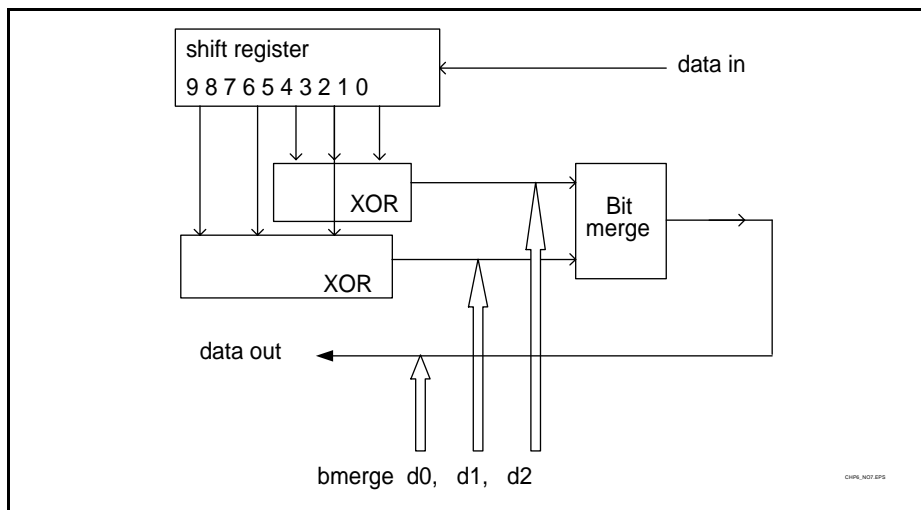 shift register
data in
9 8 7 6 5 4 3 2 1 0
XOR
Bit
merge
XOR
data out
bmerge d0, d1, d2
CHP6_NO7.EPS